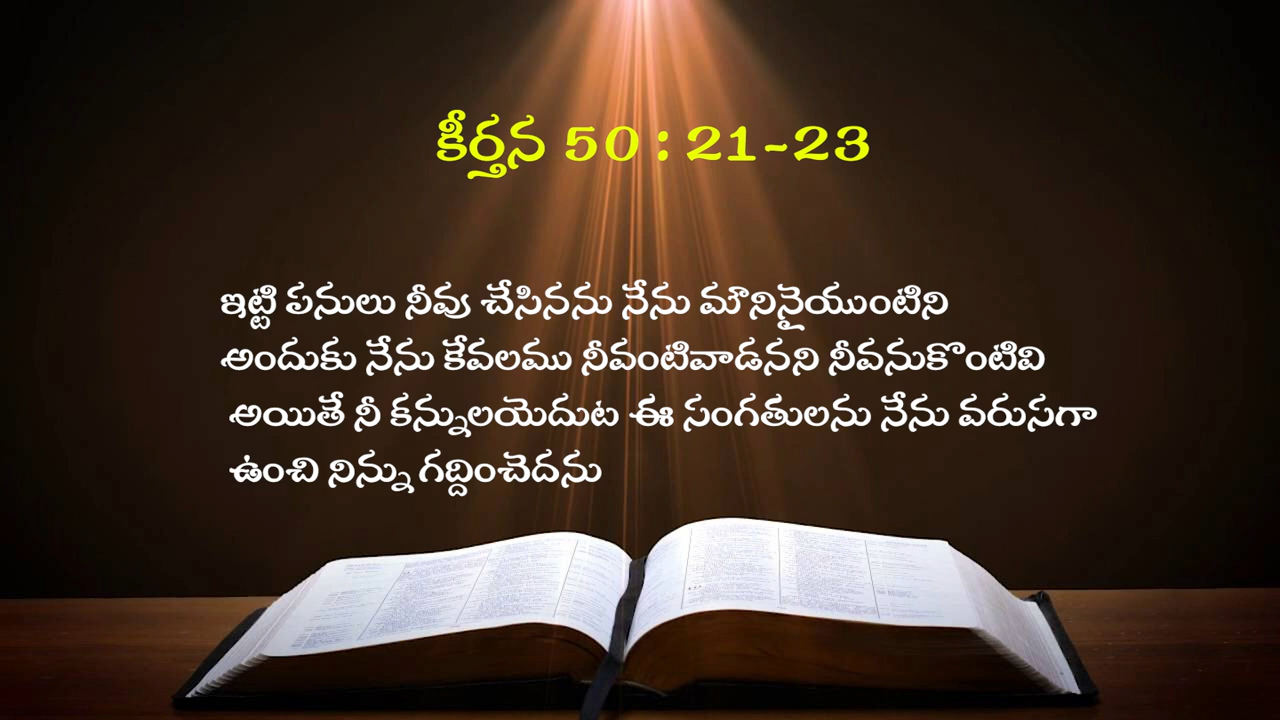 కీర్తన 50 : 21-23
ఇట్టి పనులు నీవు చేసినను నేను మౌనినైయుంటిని
అందుకు నేను కేవలము నీవంటివాడనని నీవనుకొంటివి
అయితే నీ కన్నులయెదుట ఈ సంగతులను నేను వరుసగా
ఉంచి నిన్ను గద్దించెదను